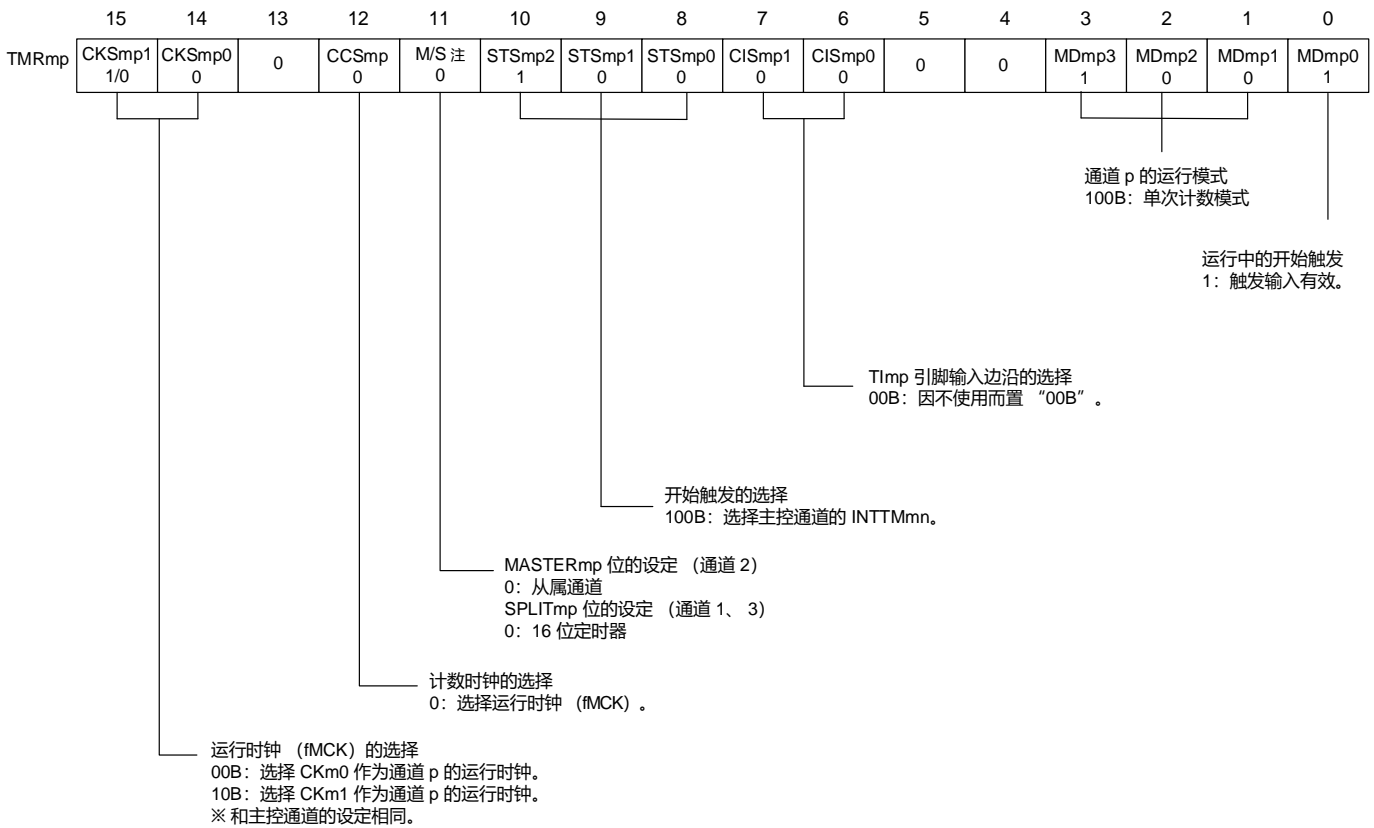 15 14 13 12 11 10 9 8 7 6 5 4 3 2 1 0
TMRmp CKSmp1 CKSmp0 0 CCSmp M/S 注 STSmp2 STSmp1 STSmp0 CISmp1 CISmp0 0 0 MDmp3 MDmp2 MDmp1 MDmp0
1/0 0 0 0 1 0 0 0 0 1 0 0 1
通道 p 的运行模式
100B：单次计数模式
运行中的开始触发
1：触发输入有效。
TImp 引脚输入边沿的选择
00B：因不使用而置 “00B” 。
开始触发的选择
100B：选择主控通道的 INTTMmn。
MASTERmp 位的设定 （通道 2）
0：从属通道
SPLITmp 位的设定 （通道 1、 3）
0：16 位定时器
计数时钟的选择
0：选择运行时钟 （fMCK）。
运行时钟 （fMCK）的选择
00B：选择 CKm0 作为通道 p 的运行时钟。
10B：选择 CKm1 作为通道 p 的运行时钟。
※ 和主控通道的设定相同。